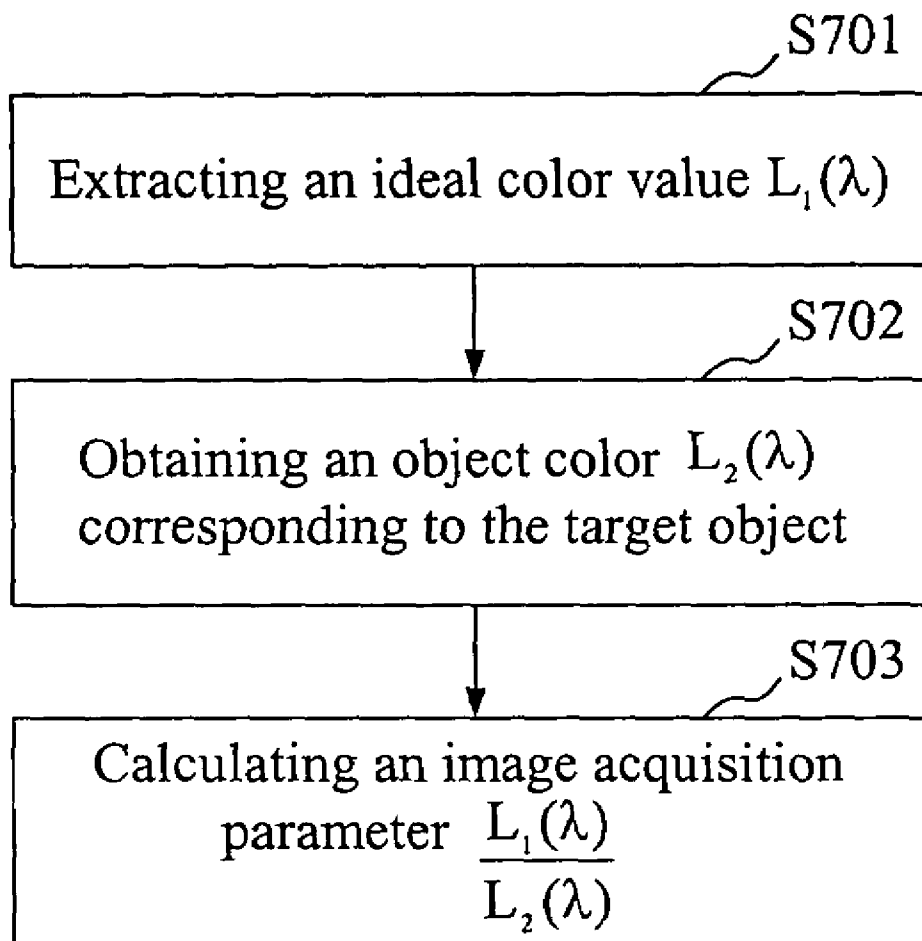 S701
Extracting an ideal color value L₁(λ)
S702
Obtaining an object color L₂(λ)
corresponding to the target object
S703
Calculating an image acquisition
parameter L₁(λ)
L₂(λ)